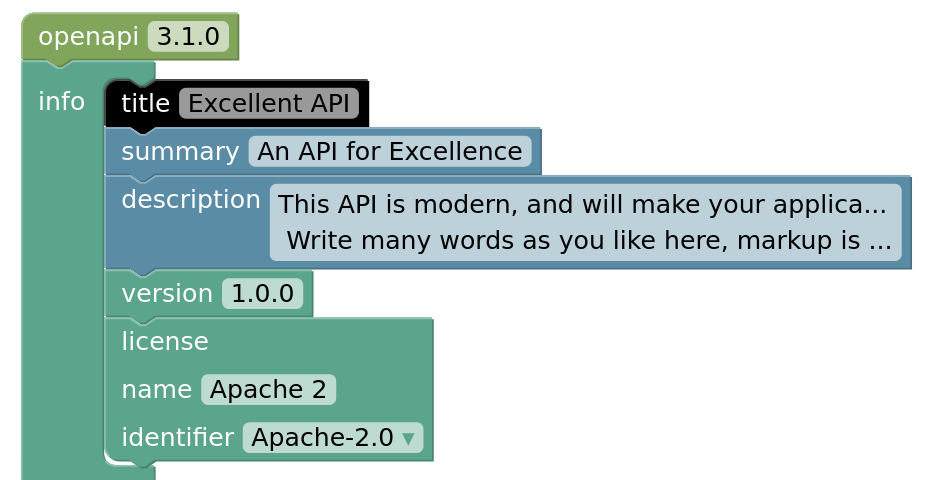 openapi 3.1.0
info
title Excellent API
summary An API for Excellence
description This API is modern, and will make your applica...
Write many words as you like here, markup is ...
version 1.0.0
license
name Apache 2
identifier Apache-2.0 ▾